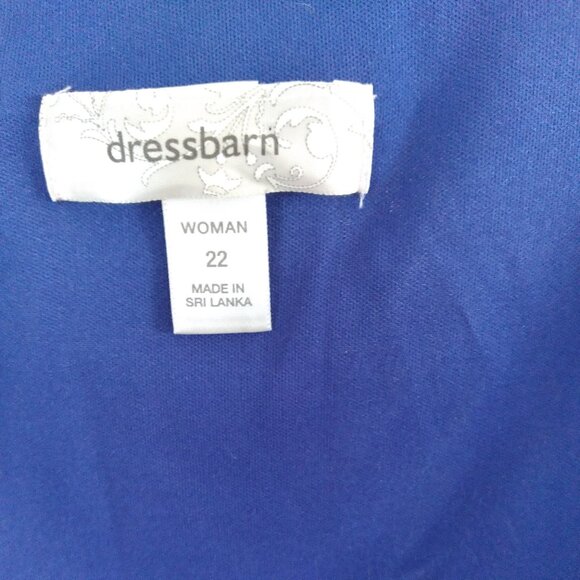 dressbarn
WOMAN
22
MADE IN
SRI LANKA